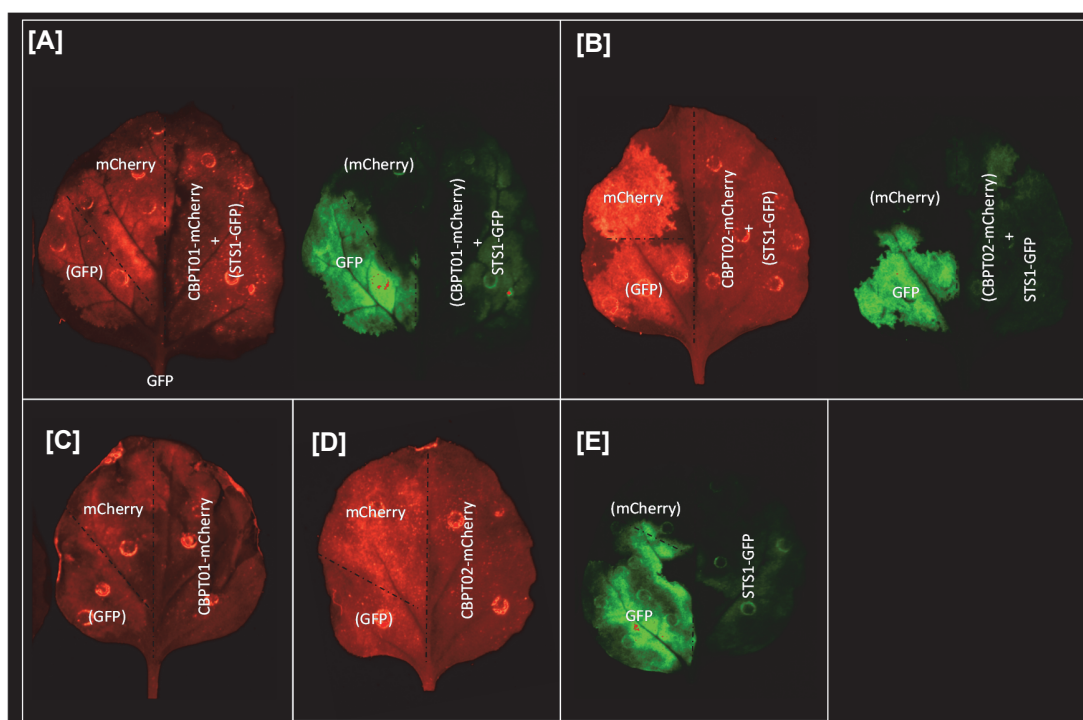 [A]
mCherry
(GFP)
CBPT01-mCherry
+
(STS1-GFP)
GFP
(mCherry)
GFP
(CBPT01-mCherry)
+
STS1-GFP
[B]
mCherry
(GFP)
CBPT02-mCherry
+
(STS1-GFP)
(mCherry)
GFP
(CBPT02-mCherry)
+
STS1-GFP
[C]
mCherry
(GFP)
CBPT01-mCherry
[D]
mCherry
(GFP)
CBPT02-mCherry
[E]
(mCherry)
GFP
STS1-GFP